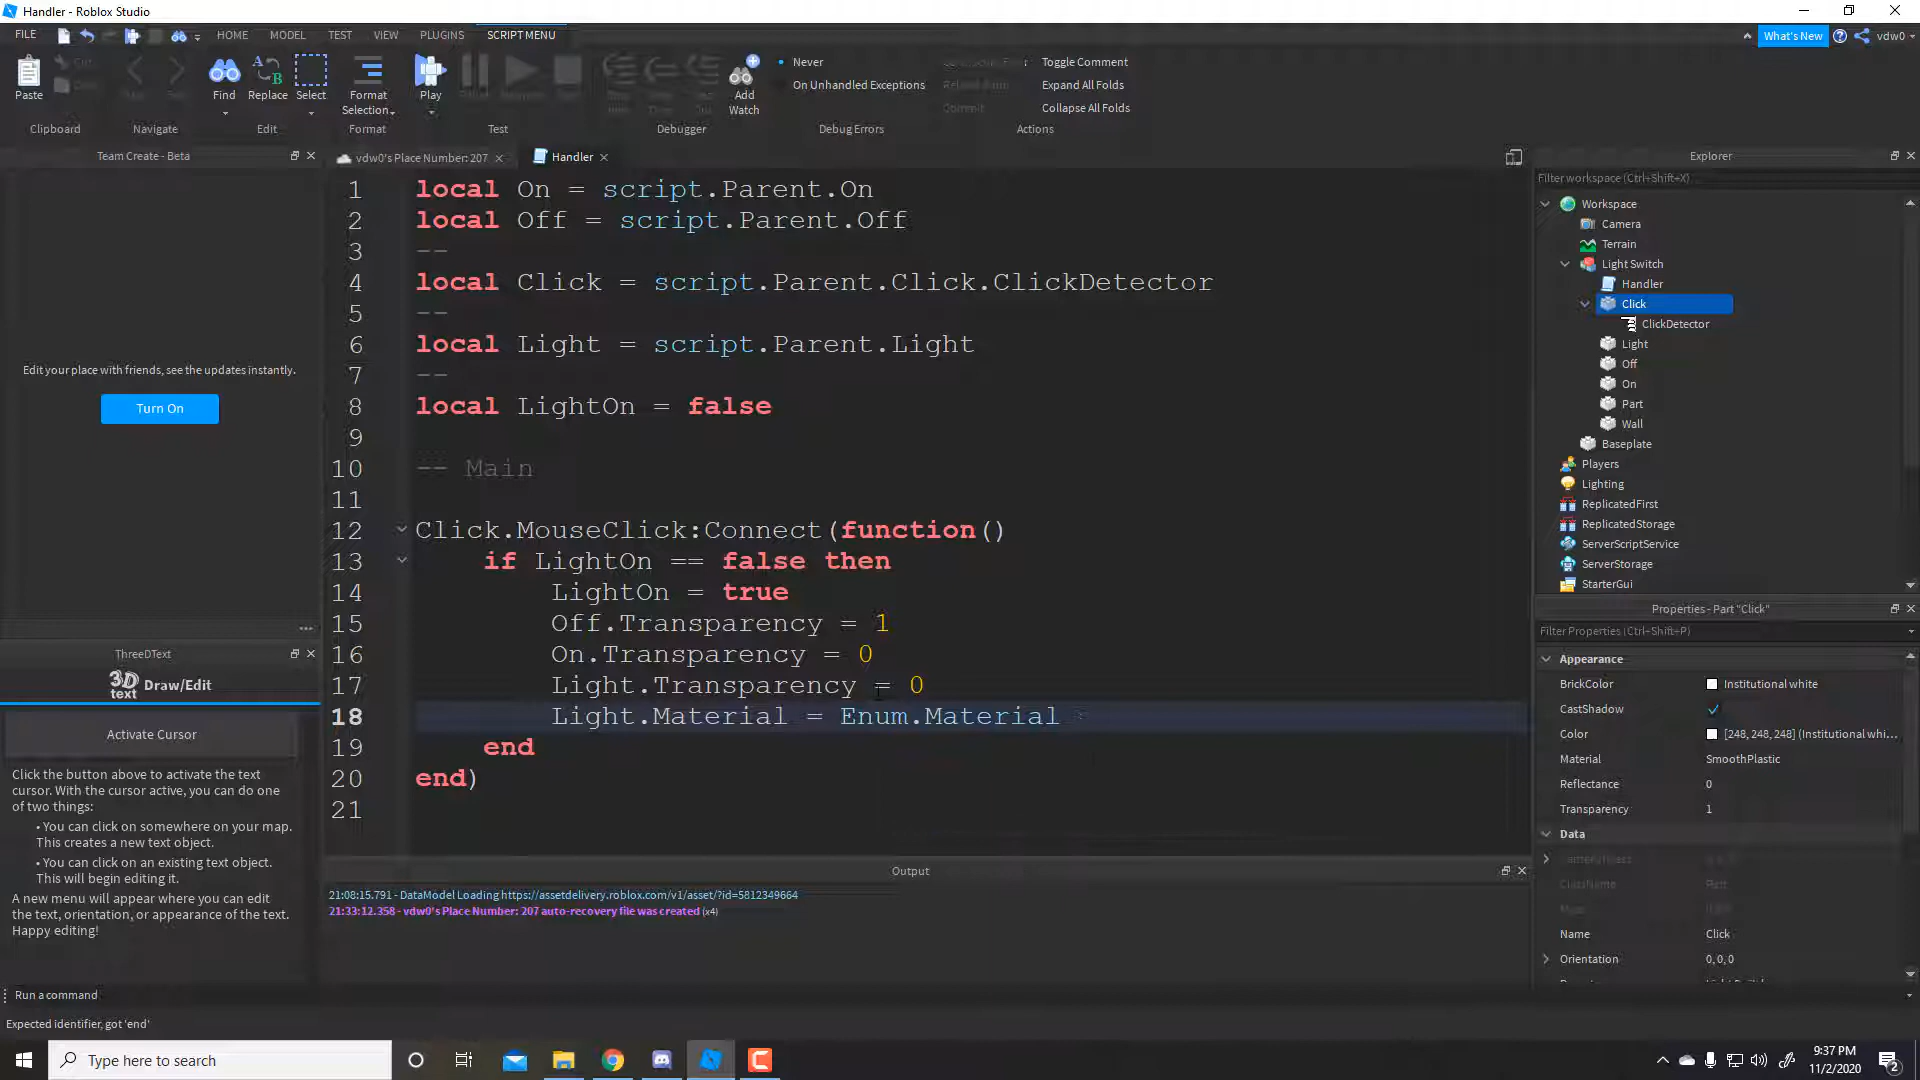 Handler - Roblox Studio
FILE
HOME
MODEL
TEST
VIEW
PLUGINS
SCRIPT MENU
What's New
vdw0
Paste
Find
Replace
Select
Format
Selection
Play
Add
Watch
Never
On Unhandled Exceptions
Toggle Comment
Expand All Folds
Collapse All Folds
Clipboard
Navigate
Edit
Format
Test
Debugger
Debug Errors
Actions
Team Create - Beta
Edit your place with friends, see the updates instantly.
Turn On
ThreeDText
3D text Draw/Edit
Activate Cursor
Click the button above to activate the text
cursor. With the cursor active, you can do one
of two things:
• You can click on somewhere on your map.
This creates a new text object.
• You can click on an existing text object.
This will begin editing it.
A new menu will appear where you can edit
the text, orientation, or appearance of the text.
Happy editing!
vdw0's Place Number: 207
Handler
1 local On = script.Parent.On
2 local Off = script.Parent.Off
3 --
4 local Click = script.Parent.Click.ClickDetector
5 --
6 local Light = script.Parent.Light
7 --
8 local LightOn = false
9
10 -- Main
11
12 Click.MouseClick:Connect(function()
13 if LightOn == false then
14 LightOn = true
15 Off.Transparency = 1
16 On.Transparency = 0
17 Light.Transparency = 0
18 Light.Material = Enum.Material
19 end
20 end)
21
Output
21:08:15.791 - DataModel Loading https://assetdelivery.roblox.com/v1/asset/?id=5812349664
21:33:12.358 - vdw0's Place Number: 207 auto-recovery file was created (x4)
Explorer
Filter workspace (Ctrl+Shift+X)
Workspace
Camera
Terrain
Light Switch
Handler
Click
ClickDetector
Light
Off
On
Part
Wall
Baseplate
Players
Lighting
ReplicatedFirst
ReplicatedStorage
ServerScriptService
ServerStorage
StarterGui
Properties - Part "Click"
Filter Properties (Ctrl+Shift+P)
Appearance
BrickColor Institutional white
CastShadow
Color [248, 248, 248] (Institutional whi...
Material SmoothPlastic
Reflectance 0
Transparency 1
Data
ClassName
Name Click
Orientation 0, 0, 0
Run a command
Expected identifier, got 'end'
Type here to search
9:37 PM
11/2/2020
2